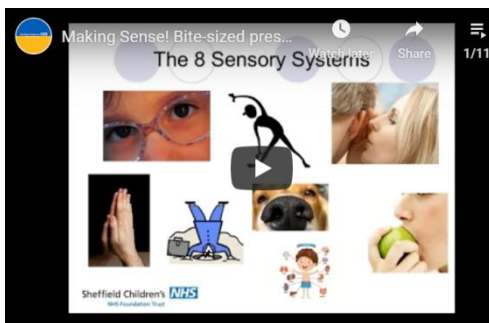 Making Sense! Bite-sized pres...
Watch later
Share
1/11
The 8 Sensory Systems
Sheffield Children's NHS
NHS Foundation Trust